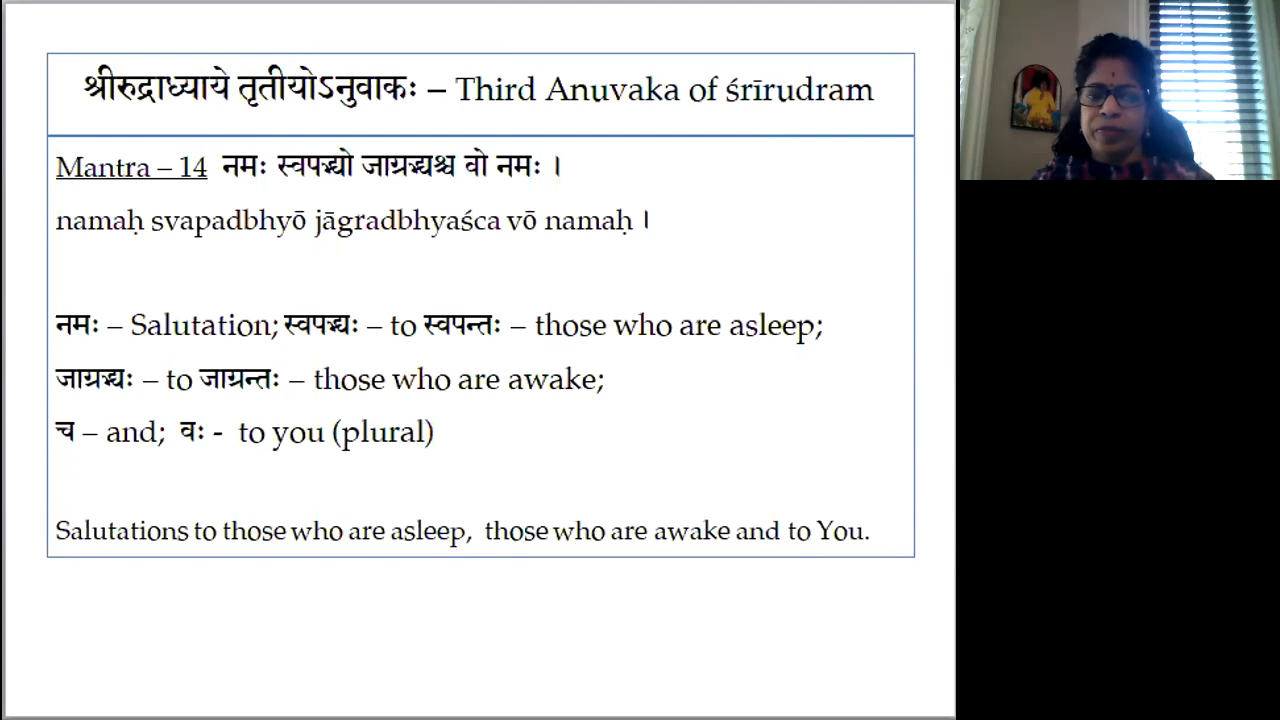 श्रीरुद्राध्याये तृतीयोऽनुवाकः – Third Anuvaka of śrīrudram
Mantra – 14 नमः स्वपद्भ्यो जाग्रद्भ्यश्च वो नमः ।
namaḥ svapadbhyō jāgradbhyaśca vō namaḥ ।
नमः – Salutation; स्वपद्भ्यः – to स्वपन्तः – those who are asleep;
जाग्रद्भ्यः – to जाग्रन्तः – those who are awake;
च – and; वः - to you (plural)
Salutations to those who are asleep, those who are awake and to You.